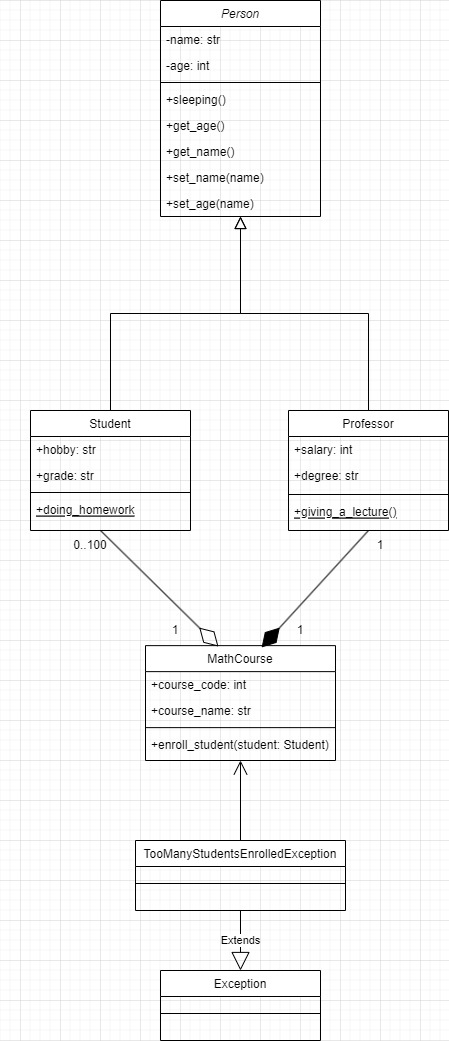 Person
-name: str
-age: int
+sleeping()
+get_age()
+get_name()
+set_name(name)
+set_age(name)
Student
+hobby: str
+grade: str
+doing_homework
Professor
+salary: int
+degree: str
+giving_a_lecture()
0..100
1
1
1
MathCourse
+course_code: int
+course_name: str
+enroll_student(student: Student)
TooManyStudentsEnrolledException
Extends
Exception